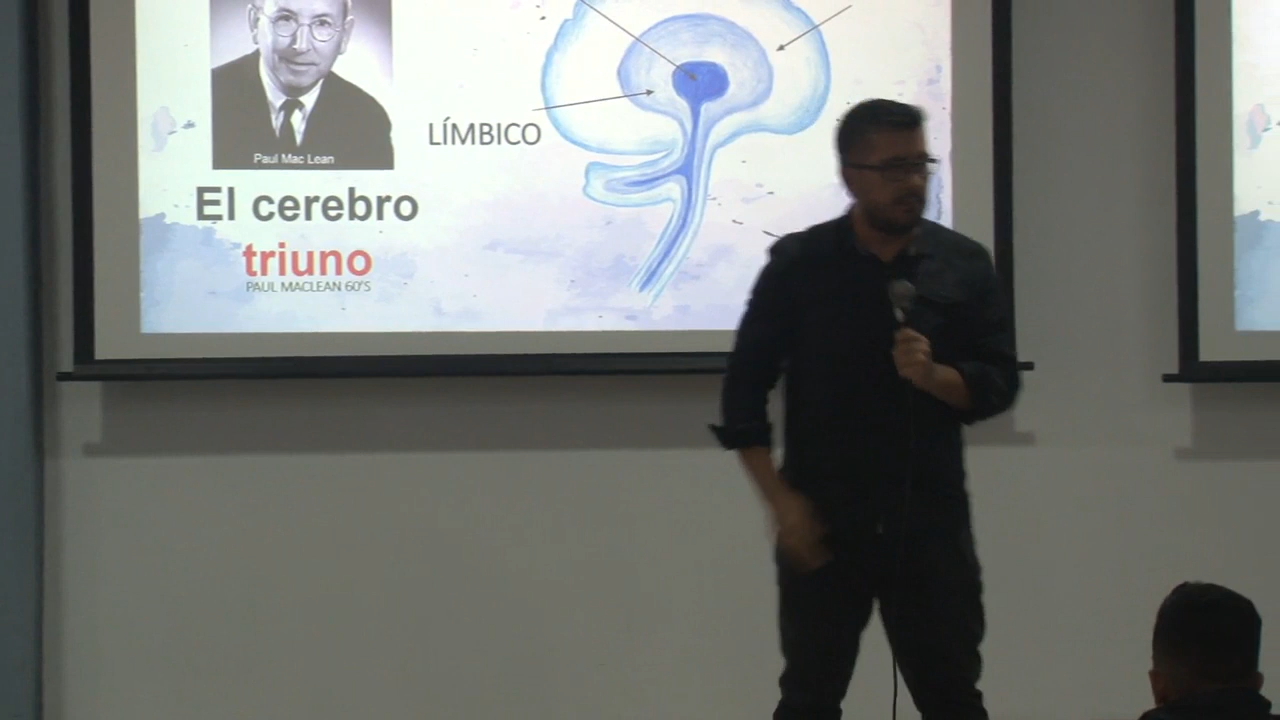 Paul Mac Lean
LÍMBICO
El cerebro
triuno
PAUL MACLEAN 60'S